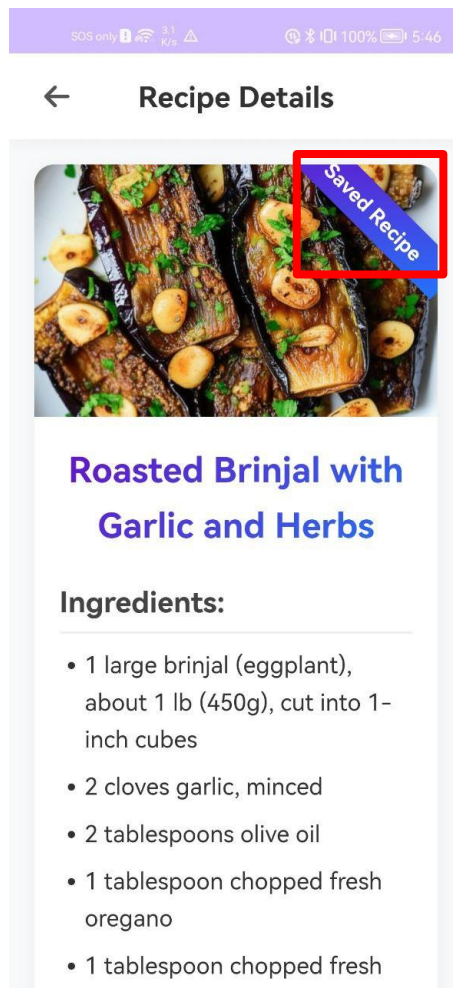 SOS only 3.1 K/s 100% 5:46
Recipe Details
Saved Recipe
Roasted Brinjal with
Garlic and Herbs
Ingredients:
• 1 large brinjal (eggplant),
about 1 lb (450g), cut into 1-
inch cubes
• 2 cloves garlic, minced
• 2 tablespoons olive oil
• 1 tablespoon chopped fresh
oregano
• 1 tablespoon chopped fresh